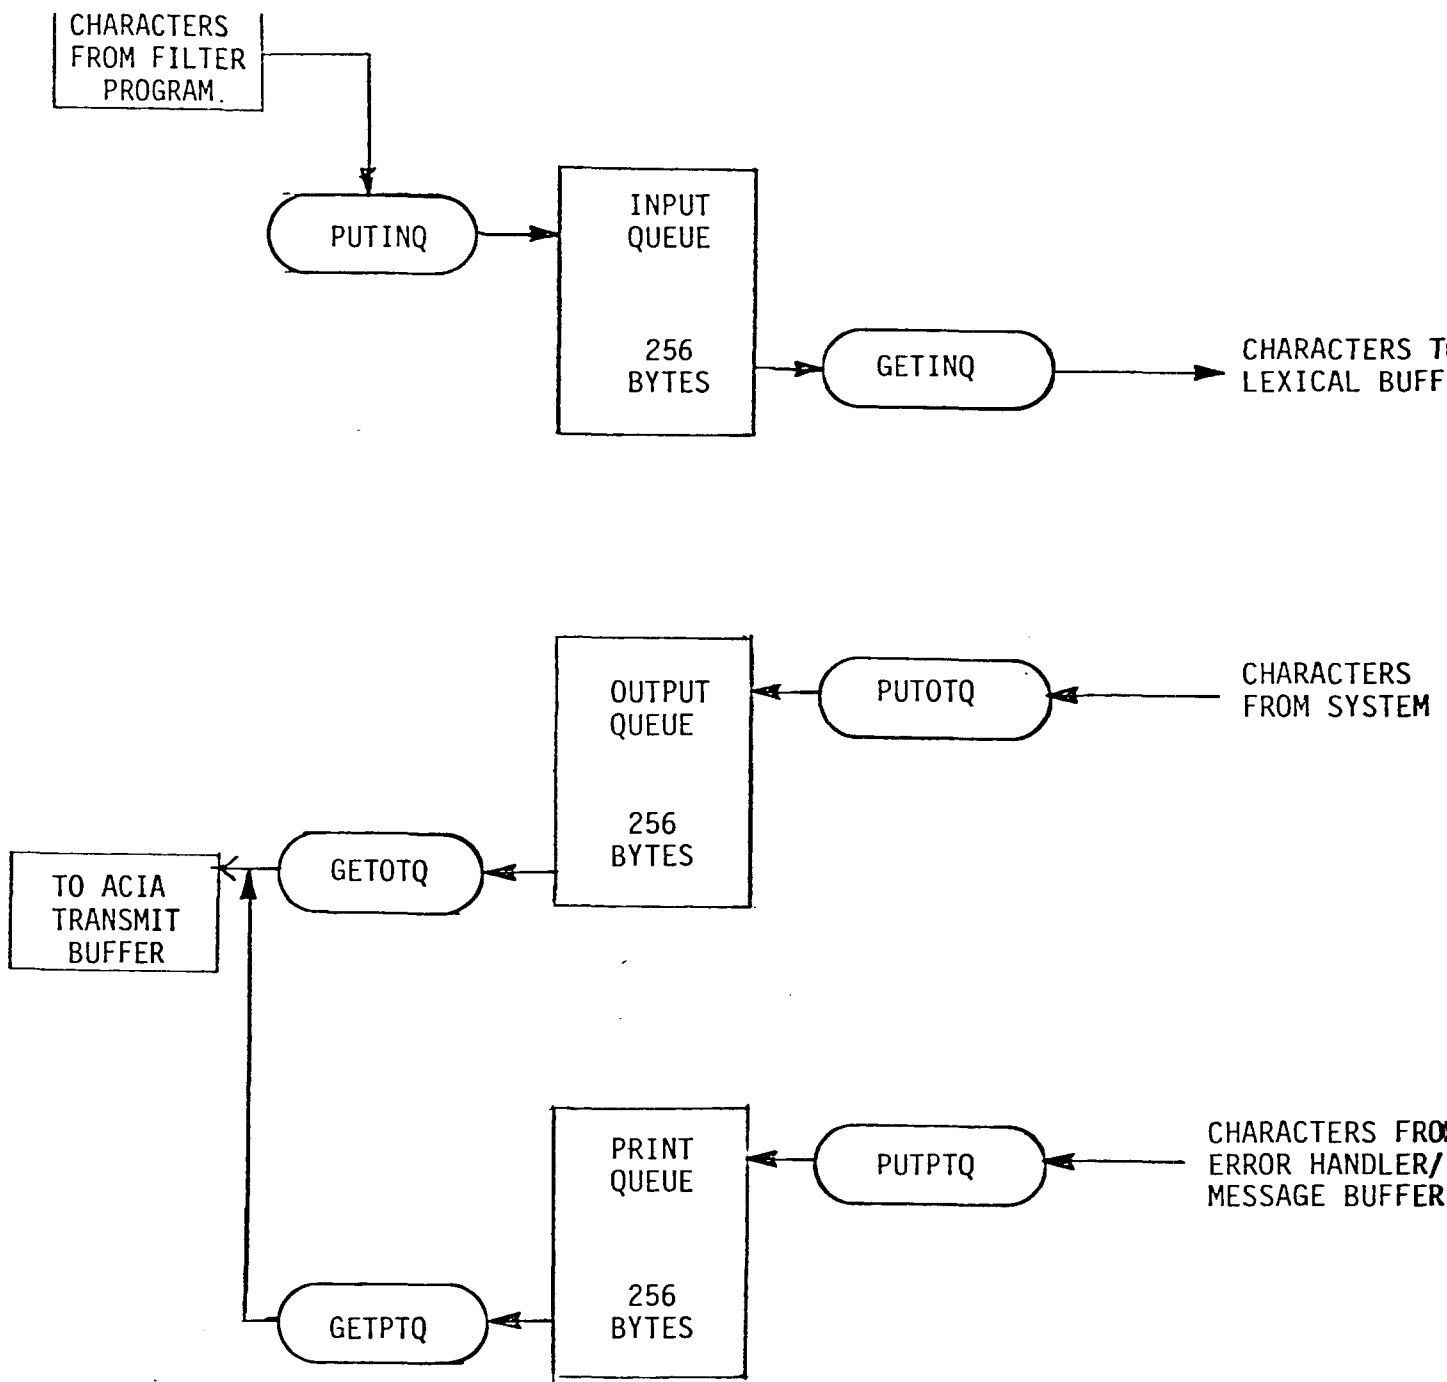 CHARACTERS
FROM FILTER
PROGRAM.
PUTINQ
INPUT
QUEUE
256
BYTES
GETINQ
CHARACTERS
LEXICAL
OUTPUT
QUEUE
256
BYTES
PUTOTQ
CHARACTERS
FROM SYSTEM
GETOTQ
TO ACIA
TRANSMIT
BUFFER
PRINT
QUEUE
256
BYTES
PUTPTQ
CHARACTERS
ERROR HANDLER/
MESSAGE BUFFER
GETPTQ